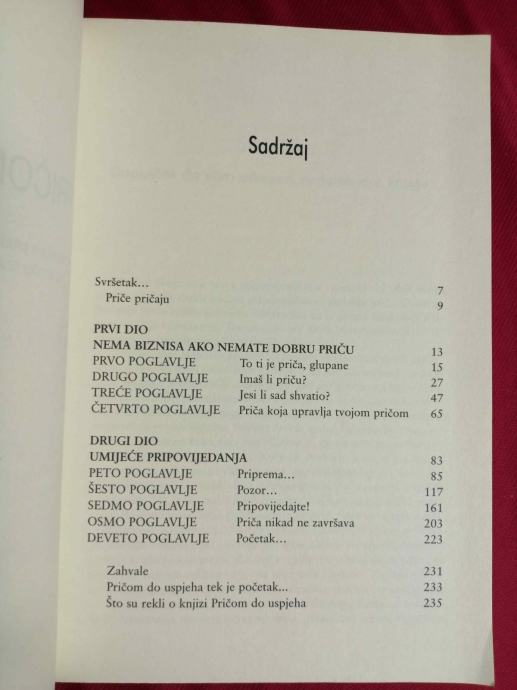 Sadržaj
Svršetak... 7
Priče pričaju 9
PRVI DIO
NEMA BIZNISA AKO NEMATE DOBRU PRIČU 13
PRVO POGLAVLJE To ti je priča, glupane 15
DRUGO POGLAVLJE Imaš li priču? 27
TREĆE POGLAVLJE Jesi li sad shvatio? 47
ČETVRTO POGLAVLJE Priča koja upravlja tvojom pričom 65
DRUGI DIO
UMIJEĆE PRIPOVIJEDANJA 83
PETO POGLAVLJE Priprema... 85
ŠESTO POGLAVLJE Pozor... 117
SEDMO POGLAVLJE Pripovijedajte! 161
OSMO POGLAVLJE Priča nikad ne završava 203
DEVETO POGLAVLJE Početak... 223
Zahvale 231
Pričom do uspjeha tek je početak... 233
Što su rekli o knjizi Pričom do uspjeha 235